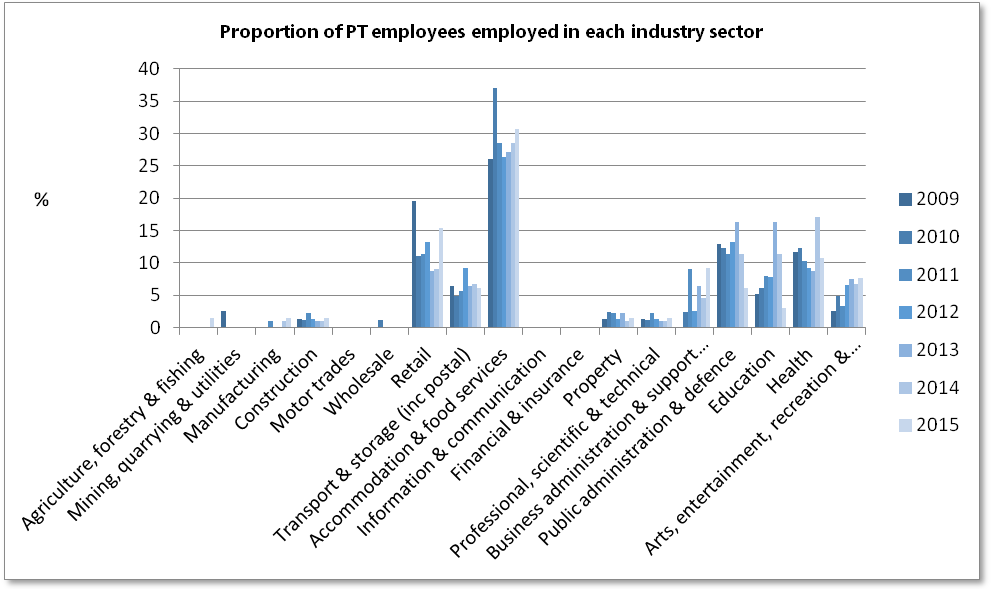 Proportion of PT employees employed in each industry sector
40
35
30
25
20
15
10
5
0
%
Agriculture, forestry & fishing
Mining, quarrying & utilities
Manufacturing
Construction
Motor trades
Wholesale
Retail
Transport & storage (inc postal)
Accommodation & food services
Information & communication
Financial & insurance
Property
Professional, scientific & technical
Business administration & support...
Public administration & defence
Education
Health
Arts, entertainment, recreation &...
2009
2010
2011
2012
2013
2014
2015